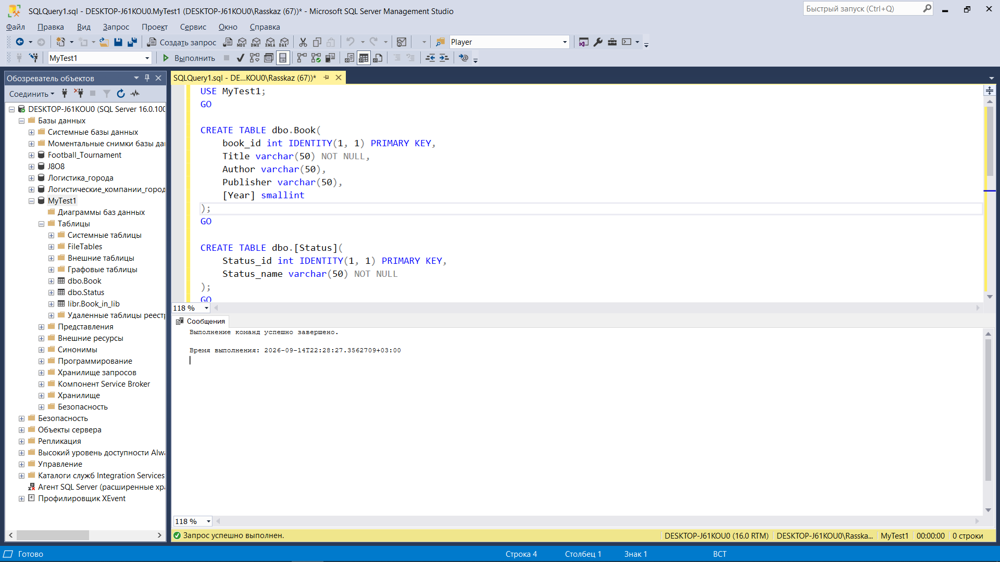 SQLQuery1.sql - DESKTOP-J61KOU0.MyTest1 (DESKTOP-J61KOU0\Rasskaz (67))* - Microsoft SQL Server Management Studio
Быстрый запуск (Ctrl+Q)
Файл Правка Вид Запрос Проект Сервис Окно Справка
Создать запрос MDX DMX XMLA DAX Player
MyTest1 Выполнить
Обозреватель объектов
Соединить
DESKTOP-J61KOU0 (SQL Server 16.0.100
Базы данных
Системные базы данных
Моментальные снимки базы да
Football_Tournament
J8O8
Логистика_города
Логистические_компании_город
MyTest1
Диаграммы баз данных
Таблицы
Системные таблицы
FileTables
Внешние таблицы
Графовые таблицы
dbo.Book
dbo.Status
libr.Book_in_lib
Удаленные таблицы реест
Представления
Внешние ресурсы
Синонимы
Программирование
Хранилище запросов
Компонент Service Broker
Хранилище
Безопасность
Безопасность
Объекты сервера
Репликация
Высокий уровень доступности Alwa
Управление
Каталоги служб Integration Services
Агент SQL Server (расширенные хра
Профилировщик XEvent
SQLQuery1.sql - DE...KOU0\Rasskaz (67))*
USE MyTest1;
GO
CREATE TABLE dbo.Book(
book_id int IDENTITY(1, 1) PRIMARY KEY,
Title varchar(50) NOT NULL,
Author varchar(50),
Publisher varchar(50),
[Year] smallint
);
GO
CREATE TABLE dbo.[Status](
Status_id int IDENTITY(1, 1) PRIMARY KEY,
Status_name varchar(50) NOT NULL
);
GO
118 %
Сообщения
Выполнение команд успешно завершено.
Время выполнения: 2026-09-14T22:28:27.3562709+03:00
118 %
Запрос успешно выполнен. DESKTOP-J61KOU0 (16.0 RTM) DESKTOP-J61KOU0\Rasska... MyTest1 00:00:00 0 строки
Готово Строка 4 Столбец 1 Знак 1 ВСТ